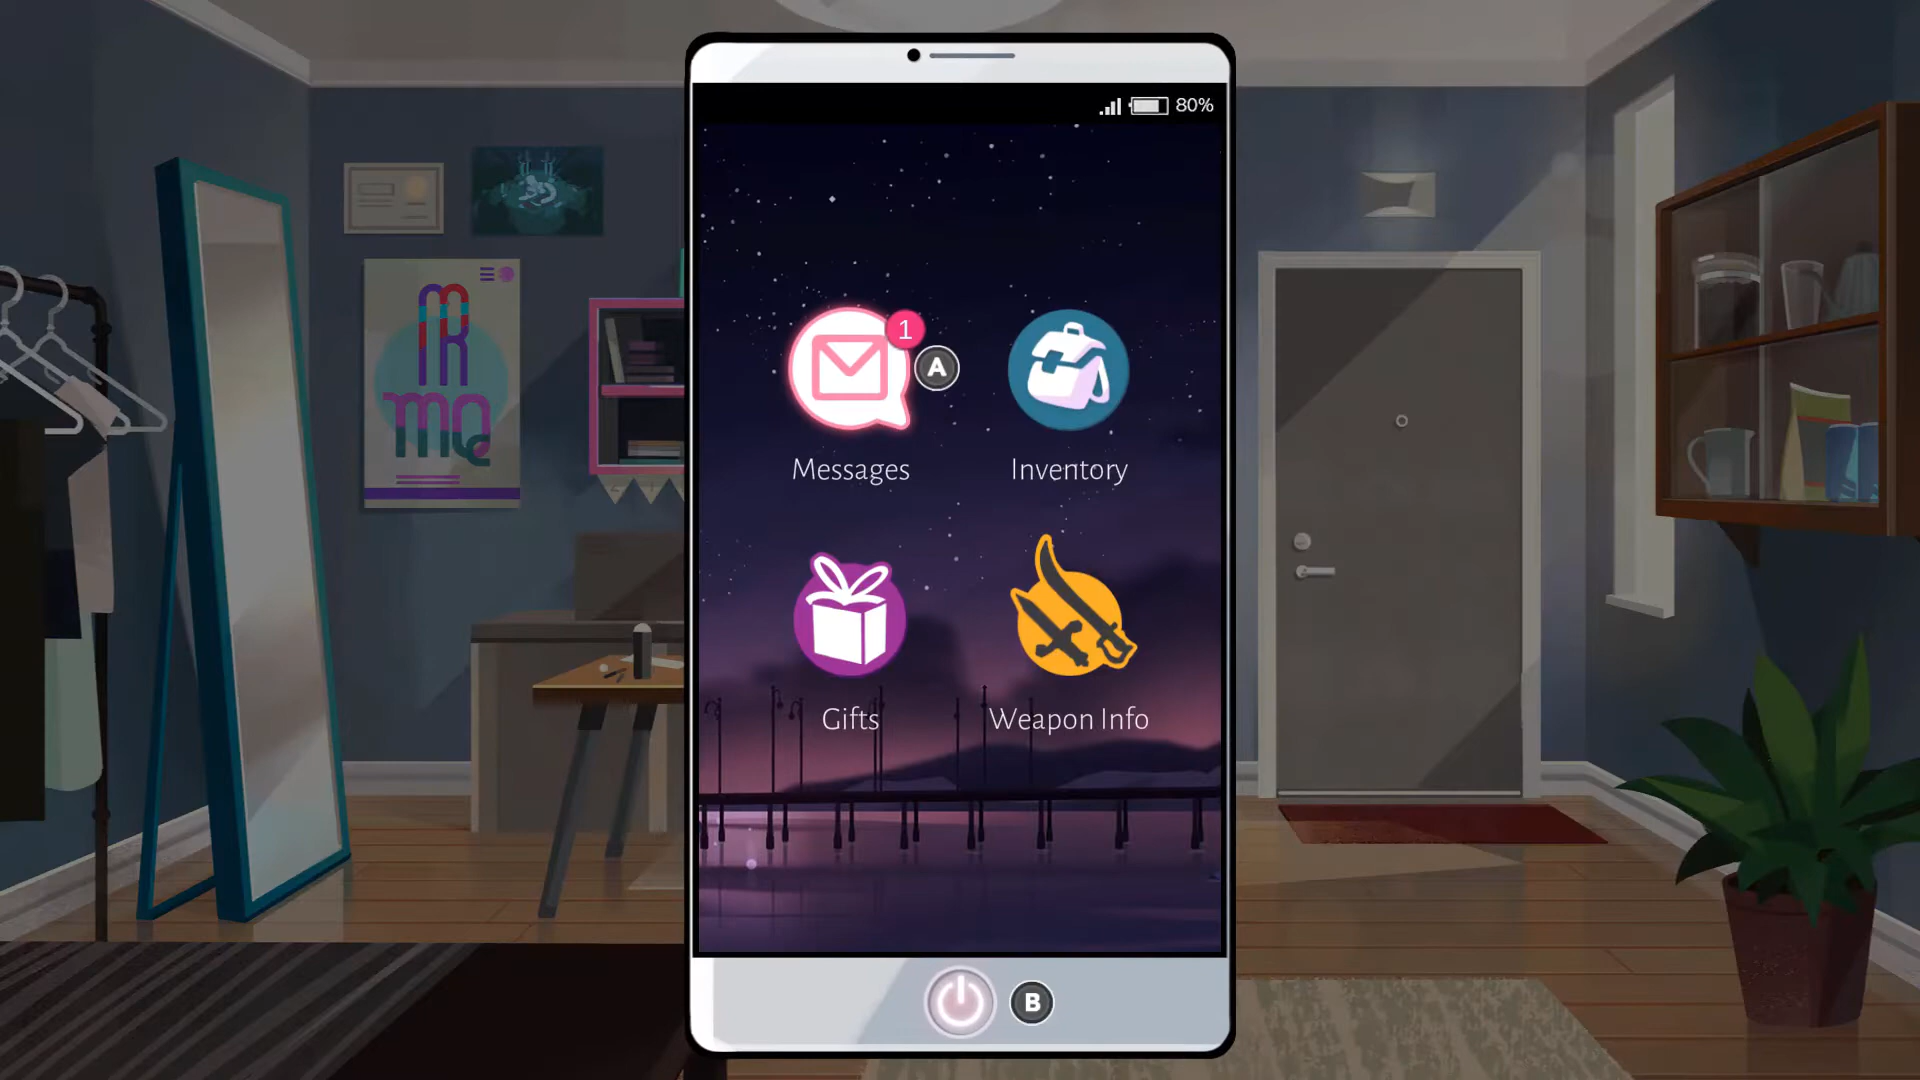 80%
1
A
Messages
Inventory
Gifts
Weapon Info
B